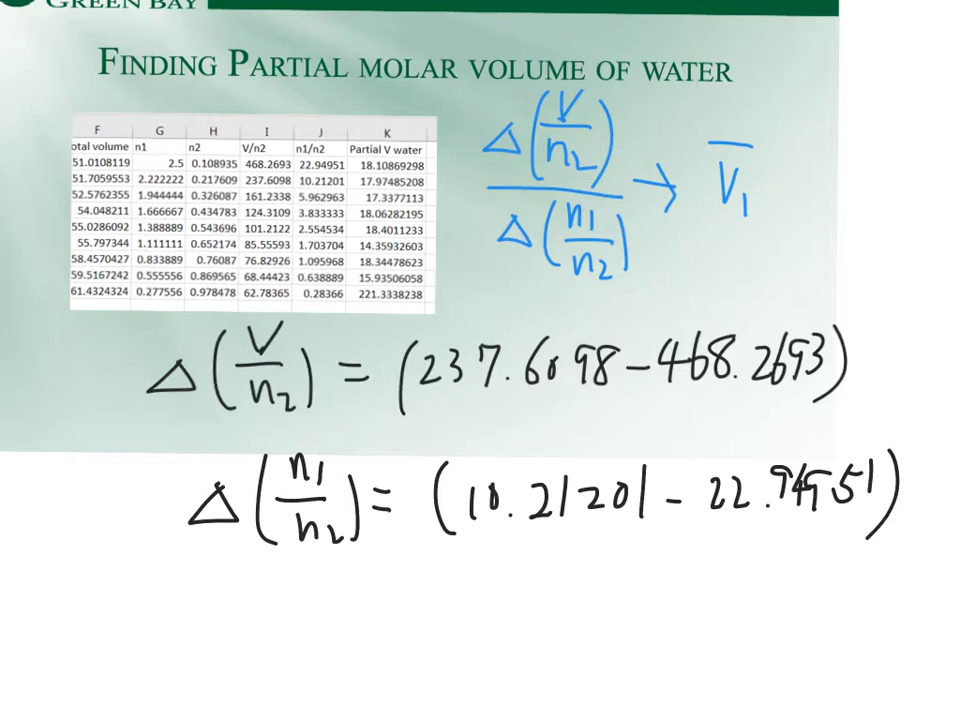 GREEN BAY
FINDING PARTIAL MOLAR VOLUME OF WATER
F G H I J K
otal volume n1 n2 V/n2 n1/n2 Partial V water
51.0108119 2.5 0.108935 468.2693 22.94951 18.10869298
51.7059553 2.222222 0.217609 237.6098 10.21201 17.97485208
52.5762355 1.944444 0.326087 161.2338 5.962963 17.3377113
54.048211 1.666667 0.434783 124.3109 3.833333 18.06282195
55.0286092 1.388889 0.543696 101.2122 2.554534 18.4011233
55.797344 1.111111 0.652174 85.55593 1.703704 14.35932603
58.4570427 0.833889 0.76087 76.82926 1.095968 18.34478623
59.5167242 0.555556 0.869565 68.44423 0.638889 15.93506058
61.4324324 0.277556 0.978478 62.78365 0.28366 221.3338238
Δ(V/n2) / Δ(n1/n2) → V̅1
Δ(V/n2) = (237.6098 – 468.2693)
Δ(n1/n2) = (10.21201 – 22.94951)